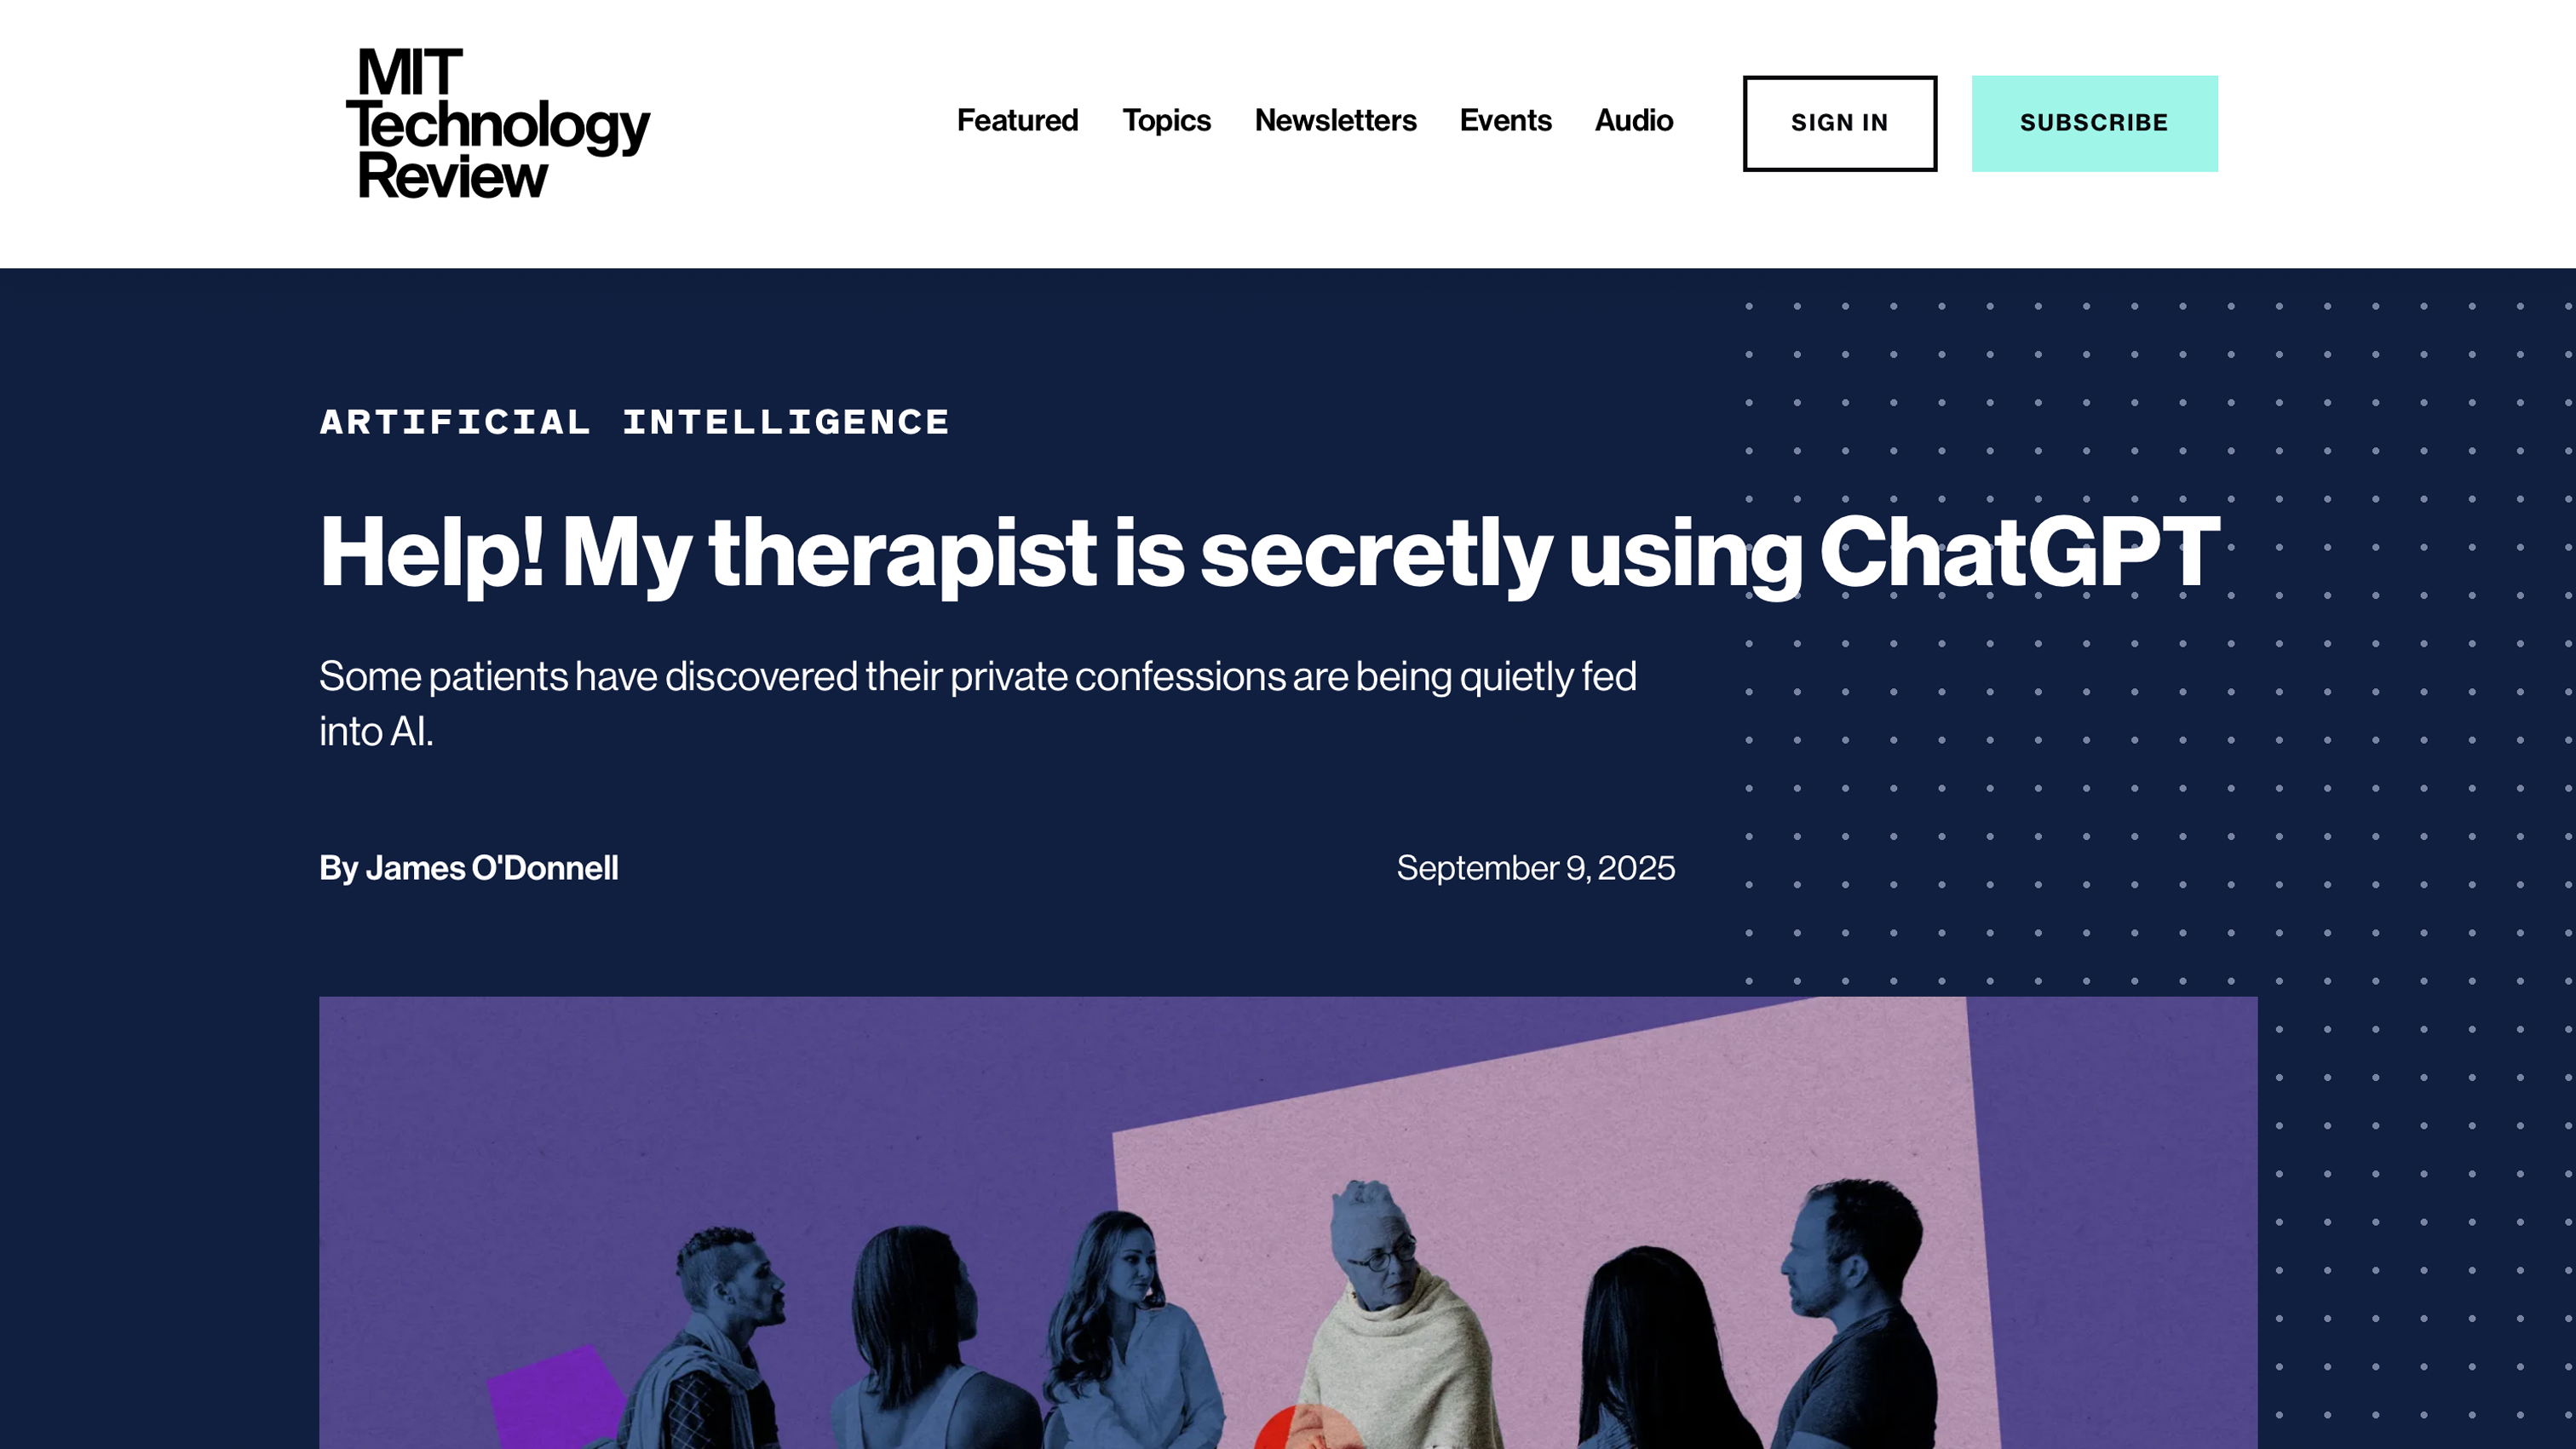 MIT
Technology
Review
Featured Topics Newsletters Events Audio SIGN IN SUBSCRIBE
ARTIFICIAL INTELLIGENCE
Help! My therapist is secretly using ChatGPT
Some patients have discovered their private confessions are being quietly fed
into AI.
By James O'Donnell September 9, 2025